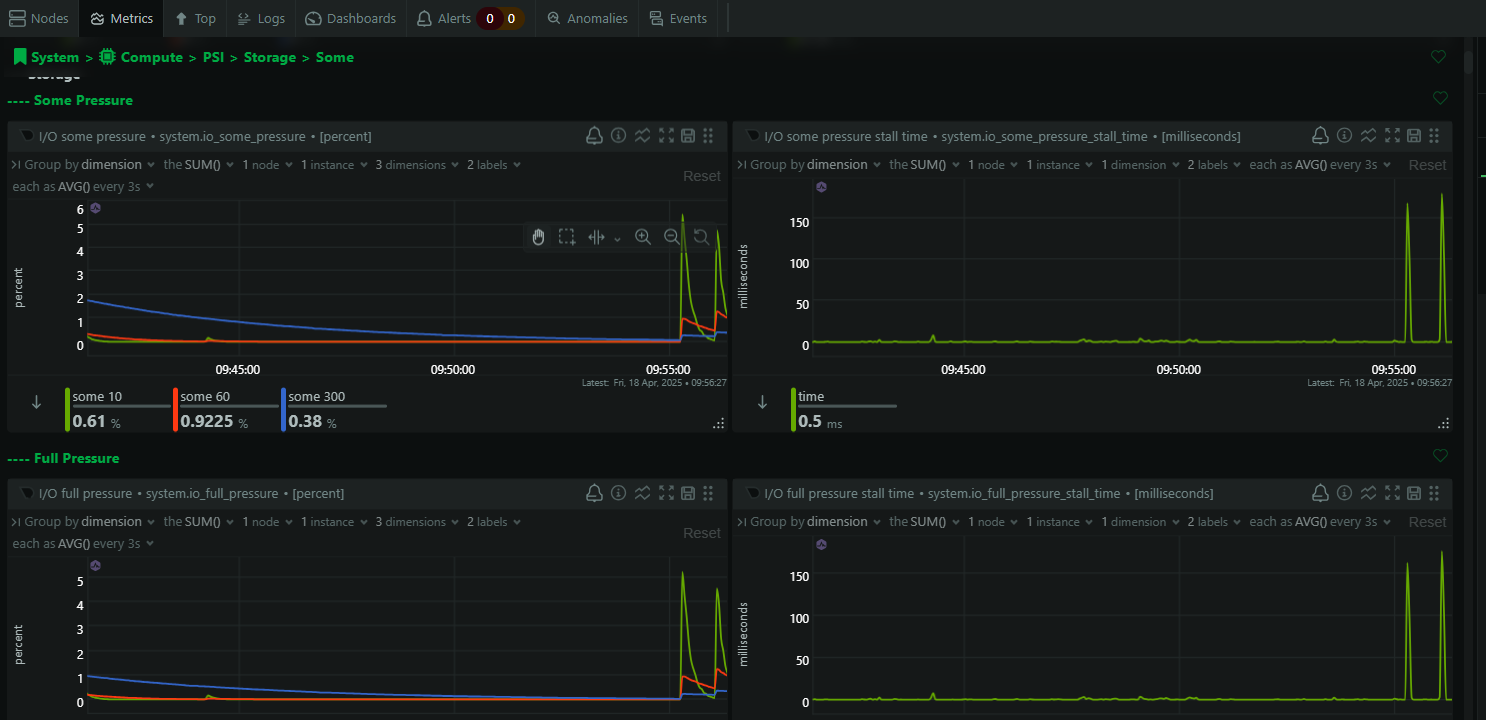 Nodes Metrics Top Logs Dashboards Alerts 0 0 Anomalies Events
System > Compute > PSI > Storage > Some
Storage
---- Some Pressure
I/O some pressure • system.io_some_pressure • [percent]
Group by dimension the SUM() 1 node 1 instance 3 dimensions 2 labels
each as AVG() every 3s
Reset
6
5
4
3
2
1
0
percent
09:45:00 09:50:00 09:55:00
Latest: Fri, 18 Apr, 2025 • 09:56:27
some 10 some 60 some 300
0.61 % 0.9225 % 0.38 %
I/O some pressure stall time • system.io_some_pressure_stall_time • [milliseconds]
Group by dimension the SUM() 1 node 1 instance 1 dimension 2 labels each as AVG() every 3s
Reset
150
100
50
0
milliseconds
09:45:00 09:50:00 09:55:00
Latest: Fri, 18 Apr, 2025 • 09:56:27
time
0.5 ms
---- Full Pressure
I/O full pressure • system.io_full_pressure • [percent]
Group by dimension the SUM() 1 node 1 instance 3 dimensions 2 labels
each as AVG() every 3s
Reset
5
4
3
2
1
0
percent
I/O full pressure stall time • system.io_full_pressure_stall_time • [milliseconds]
Group by dimension the SUM() 1 node 1 instance 1 dimension 2 labels each as AVG() every 3s
Reset
150
100
50
0
milliseconds